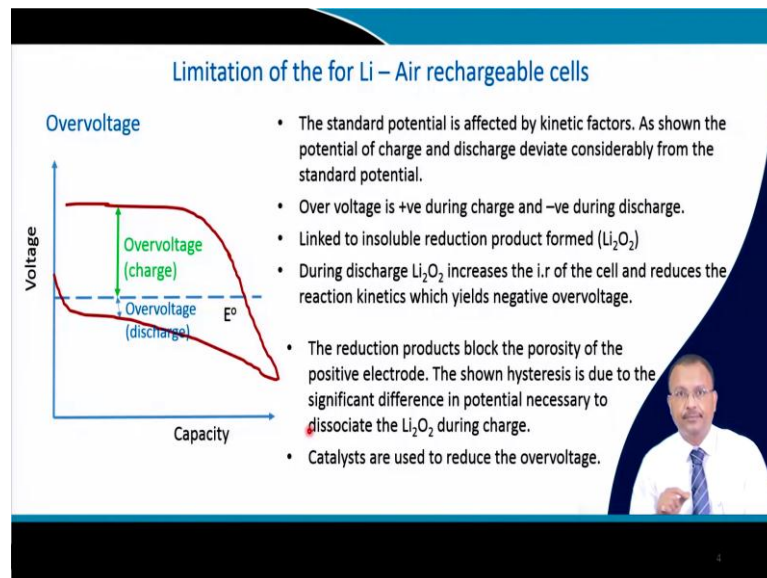 Limitation of the for Li – Air rechargeable cells
Overvoltage
Voltage
Overvoltage
(charge)
Overvoltage
(discharge)
E⁰
Capacity
• The standard potential is affected by kinetic factors. As shown the
potential of charge and discharge deviate considerably from the
standard potential.
• Over voltage is +ve during charge and –ve during discharge.
• Linked to insoluble reduction product formed (Li₂O₂)
• During discharge Li₂O₂ increases the i.r of the cell and reduces the
reaction kinetics which yields negative overvoltage.
• The reduction products block the porosity of the
positive electrode. The shown hysteresis is due to the
significant difference in potential necessary to
dissociate the Li₂O₂ during charge.
• Catalysts are used to reduce the overvoltage.
4